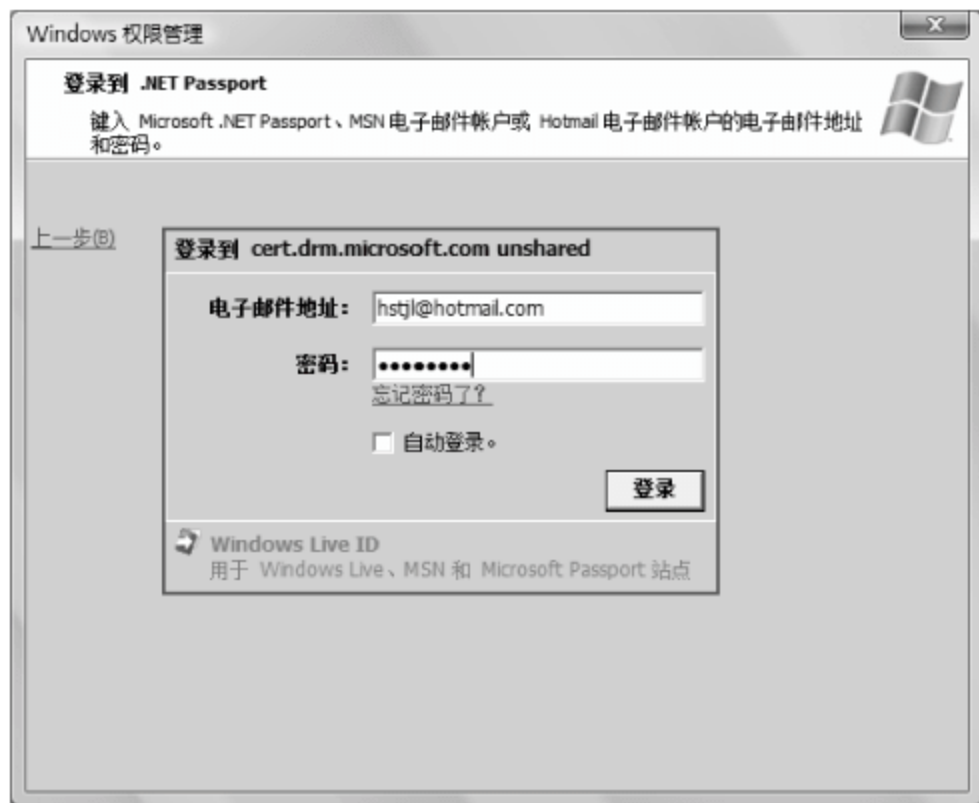 Windows 权限管理
登录到 .NET Passport
键入 Microsoft .NET Passport、MSN 电子邮件帐户或 Hotmail 电子邮件帐户的电子邮件地址
和密码。
上一步(B)
登录到 cert.drm.microsoft.com unshared
电子邮件地址： hstjl@hotmail.com
密码： ●●●●●●●●
忘记密码了？
自动登录。
登录
Windows Live ID
用于 Windows Live、MSN 和 Microsoft Passport 站点